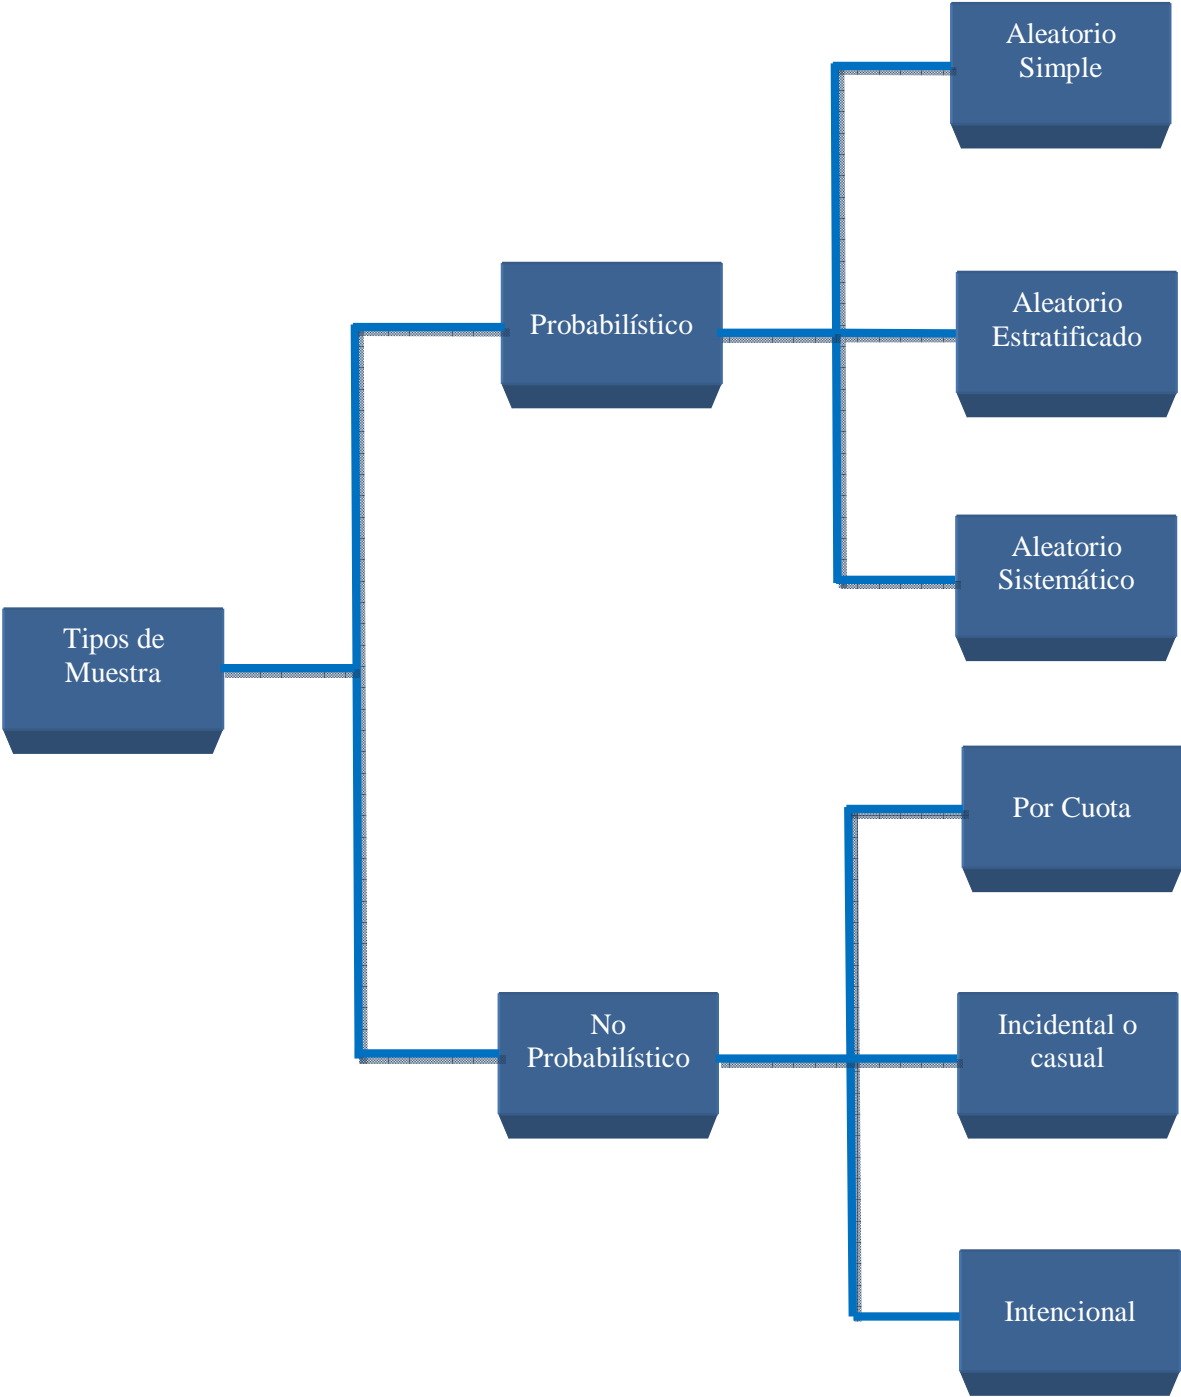 Tipos de
Muestra
Probabilístico
Aleatorio
Simple
Aleatorio
Estratificado
Aleatorio
Sistemático
No
Probabilístico
Por Cuota
Incidental o
casual
Intencional